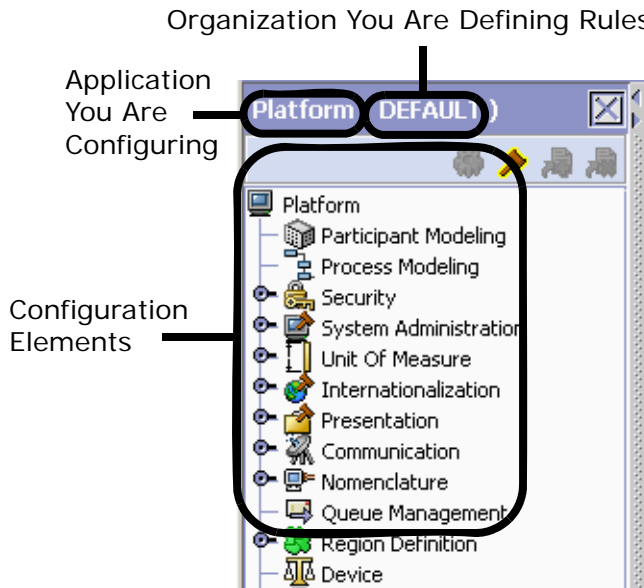 Organization You Are Defining Rules
Application
You Are
Configuring
Platform DEFAULT )
Configuration
Elements
Platform
Participant Modeling
Process Modeling
Security
System Administration
Unit Of Measure
Internationalization
Presentation
Communication
Nomenclature
Queue Management
Region Definition
Device